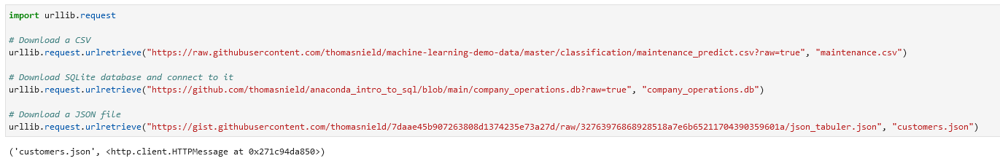 import urllib.request
# Download a CSV
urllib.request.urlretrieve("https://raw.githubusercontent.com/thomasnield/machine-learning-demo-data/master/classification/maintenance_predict.csv?raw=true", "maintenance.csv")
# Download SQLite database and connect to it
urllib.request.urlretrieve("https://github.com/thomasnield/anaconda_intro_to_sql/blob/main/company_operations.db?raw=true", "company_operations.db")
# Download a JSON file
urllib.request.urlretrieve("https://gist.githubusercontent.com/thomasnield/7daae45b907263808d1374235e73a27d/raw/32763976868928518a7e6b65211704390359601a/json_tabuler.json", "customers.json")
('customers.json', <http.client.HTTPMessage at 0x271c94da850>)